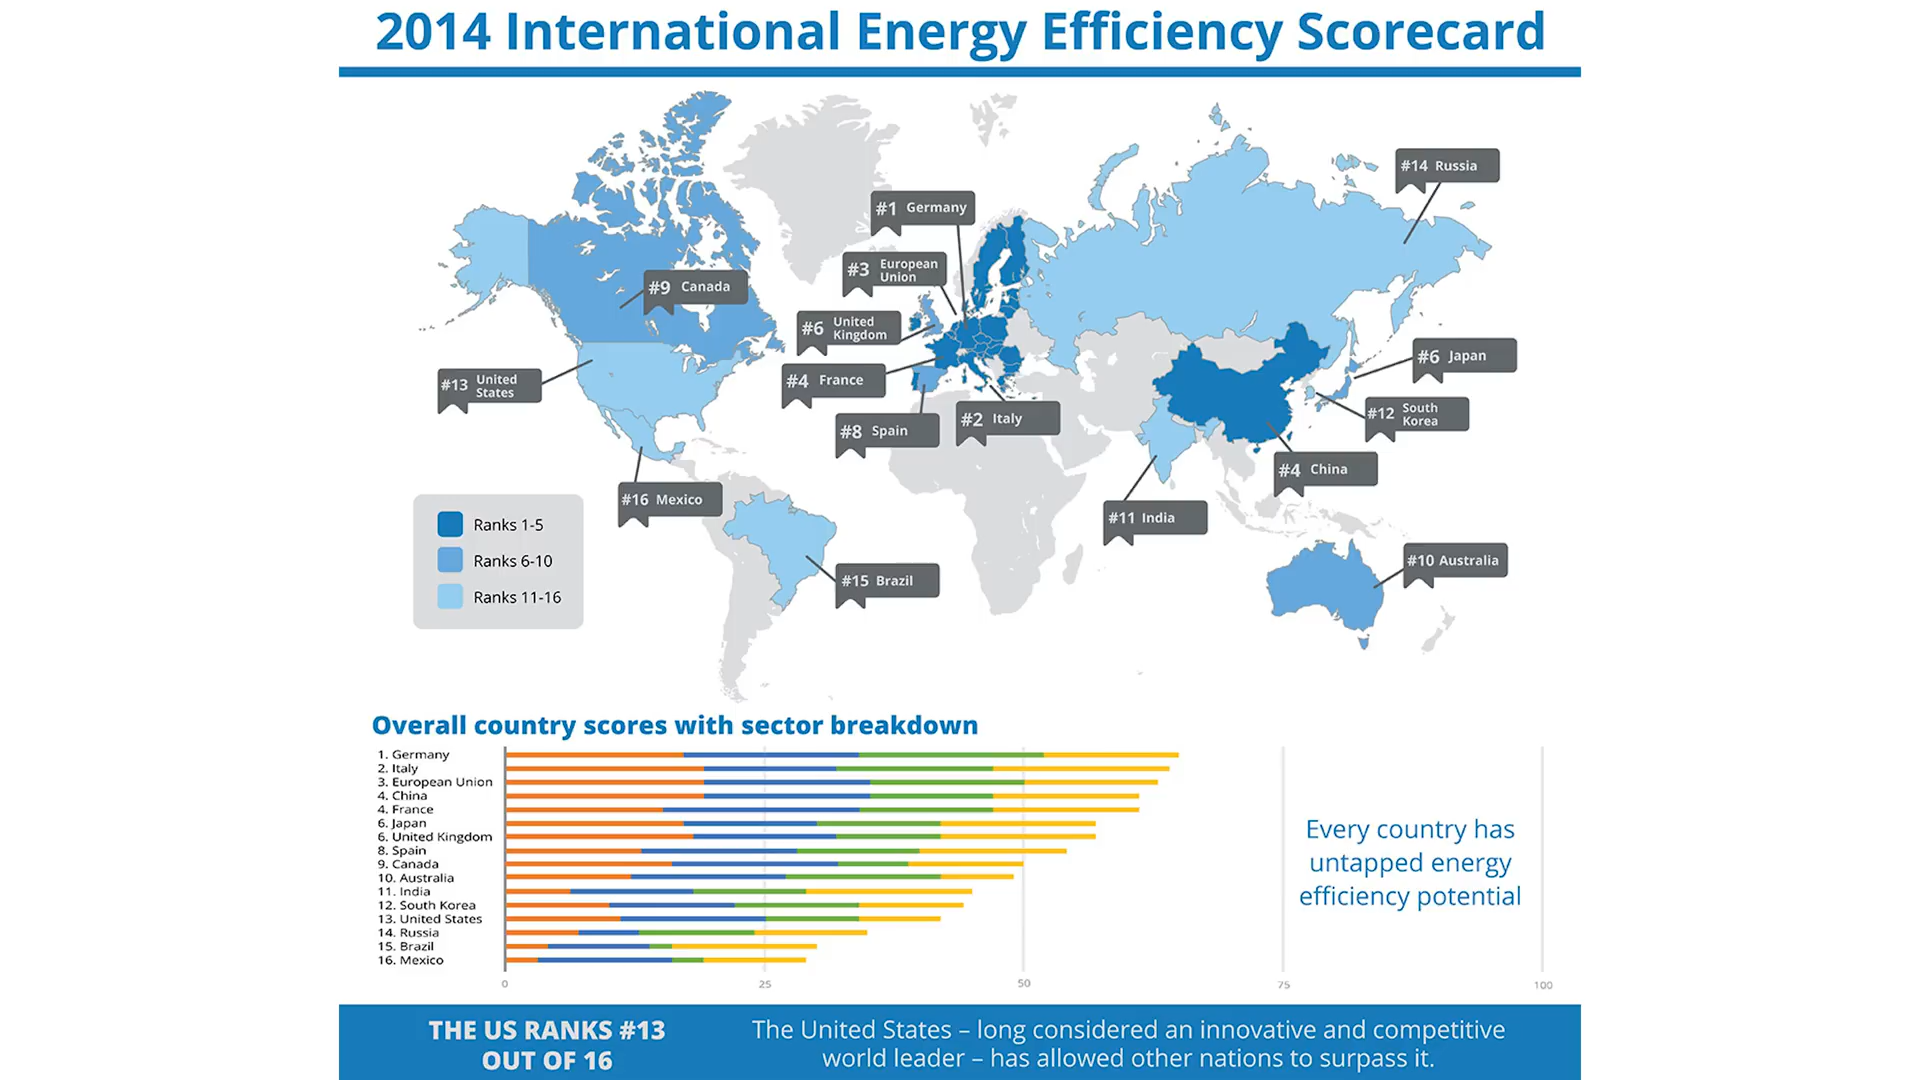 2014 International Energy Efficiency Scorecard
#14 Russia
#1 Germany
#3 European
Union
#9 Canada
#6 United
Kingdom
#6 Japan
#13 United
States
#4 France
#12 South
Korea
#8 Spain
#2 Italy
#4 China
#16 Mexico
#11 India
#10 Australia
#15 Brazil
Ranks 1-5
Ranks 6-10
Ranks 11-16
Overall country scores with sector breakdown
1. Germany
2. Italy
3. European Union
4. China
4. France
6. Japan
6. United Kingdom
8. Spain
9. Canada
10. Australia
11. India
12. South Korea
13. United States
14. Russia
15. Brazil
16. Mexico
0
25
50
75
100
Every country has
untapped energy
efficiency potential
THE US RANKS #13
OUT OF 16
The United States – long considered an innovative and competitive
world leader – has allowed other nations to surpass it.